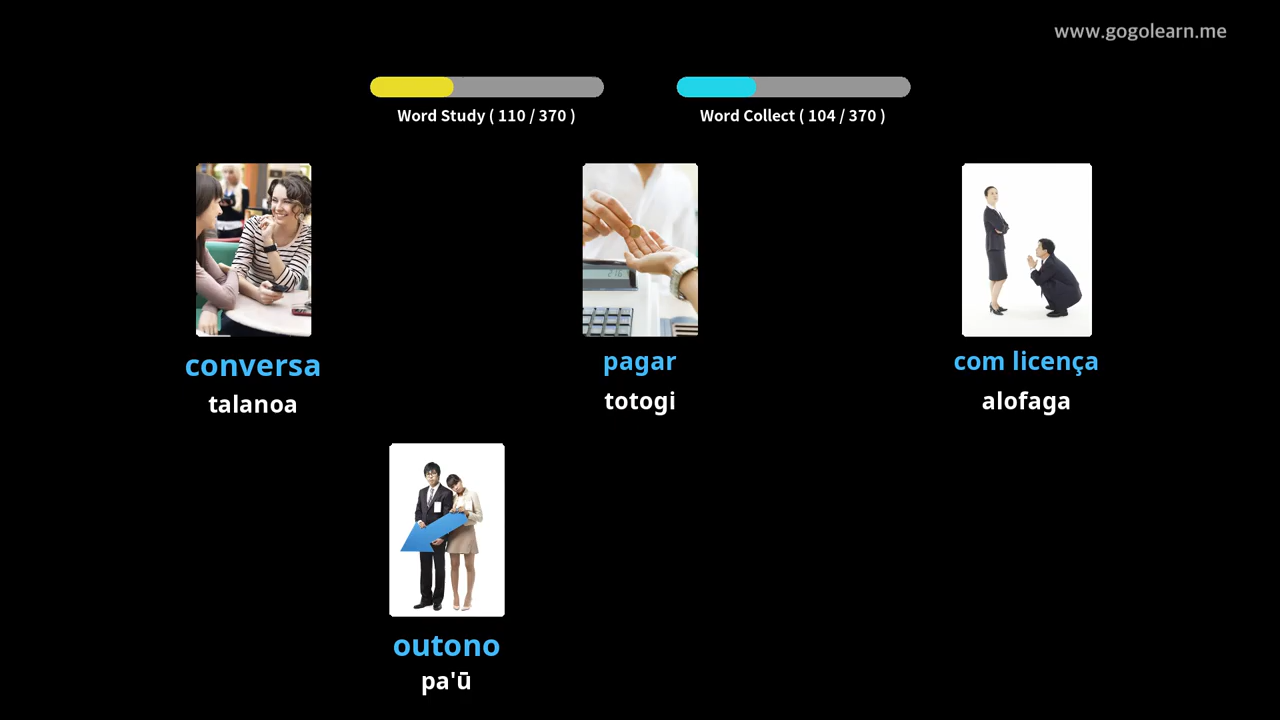 www.gogolearn.me
Word Study ( 110 / 370 )
Word Collect ( 104 / 370 )
conversa
talanoa
pagar
totogi
com licença
alofaga
outono
pa'ū